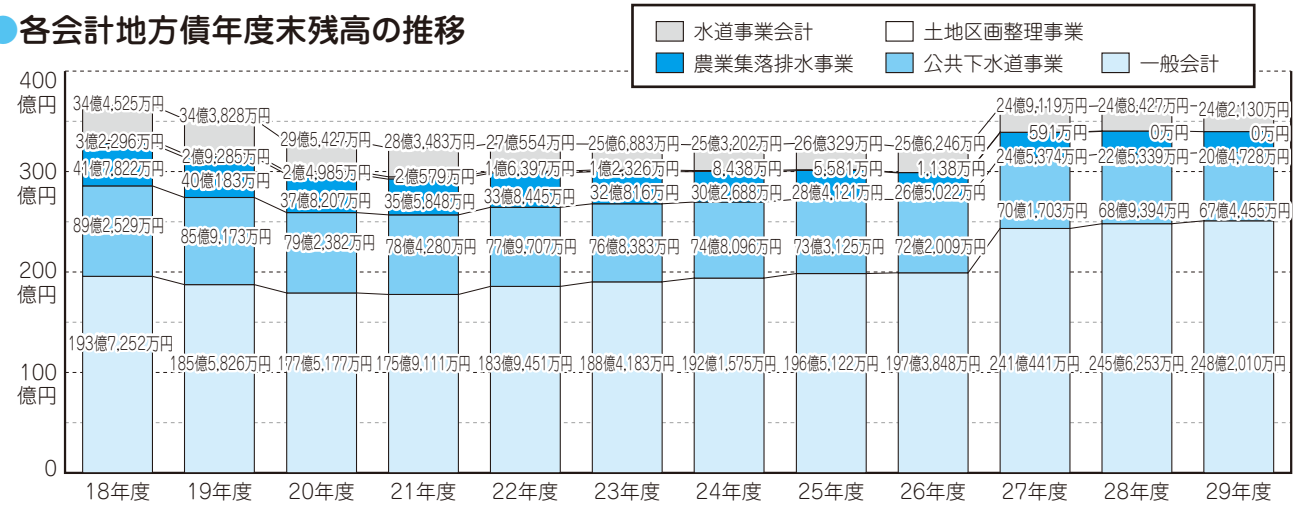 各会計地方債年度末残高の推移
水道事業会計 土地区画整理事業
農業集落排水事業 公共下水道事業 一般会計
400
億円
300
億円
200
億円
100
億円
0
34億4,525万円 34億3,828万円 29億5,427万円 28億3,483万円 27億554万円 25億6,883万円 25億3,202万円 26億329万円 25億6,246万円 24億9,119万円 24億8,427万円 24億2,130万円
3億2,296万円 2億9,285万円 2億4,985万円 2億579万円 1億6,397万円 1億2,326万円 8,438万円 5,581万円 1,138万円 591万円 0万円 0万円
41億7,822万円 40億183万円 37億8,207万円 35億5,848万円 33億8,445万円 32億816万円 30億2,688万円 28億4,121万円 26億5,022万円 24億5,374万円 22億5,339万円 20億4,728万円
89億2,529万円 85億9,173万円 79億2,382万円 78億4,280万円 77億9,707万円 76億8,383万円 74億8,096万円 73億3,125万円 72億2,009万円 70億1,703万円 68億9,394万円 67億4,455万円
193億7,252万円 185億5,826万円 177億5,177万円 175億9,111万円 183億9,451万円 188億4,183万円 192億1,575万円 196億5,122万円 197億3,848万円 241億441万円 245億6,253万円 248億2,010万円
18年度 19年度 20年度 21年度 22年度 23年度 24年度 25年度 26年度 27年度 28年度 29年度